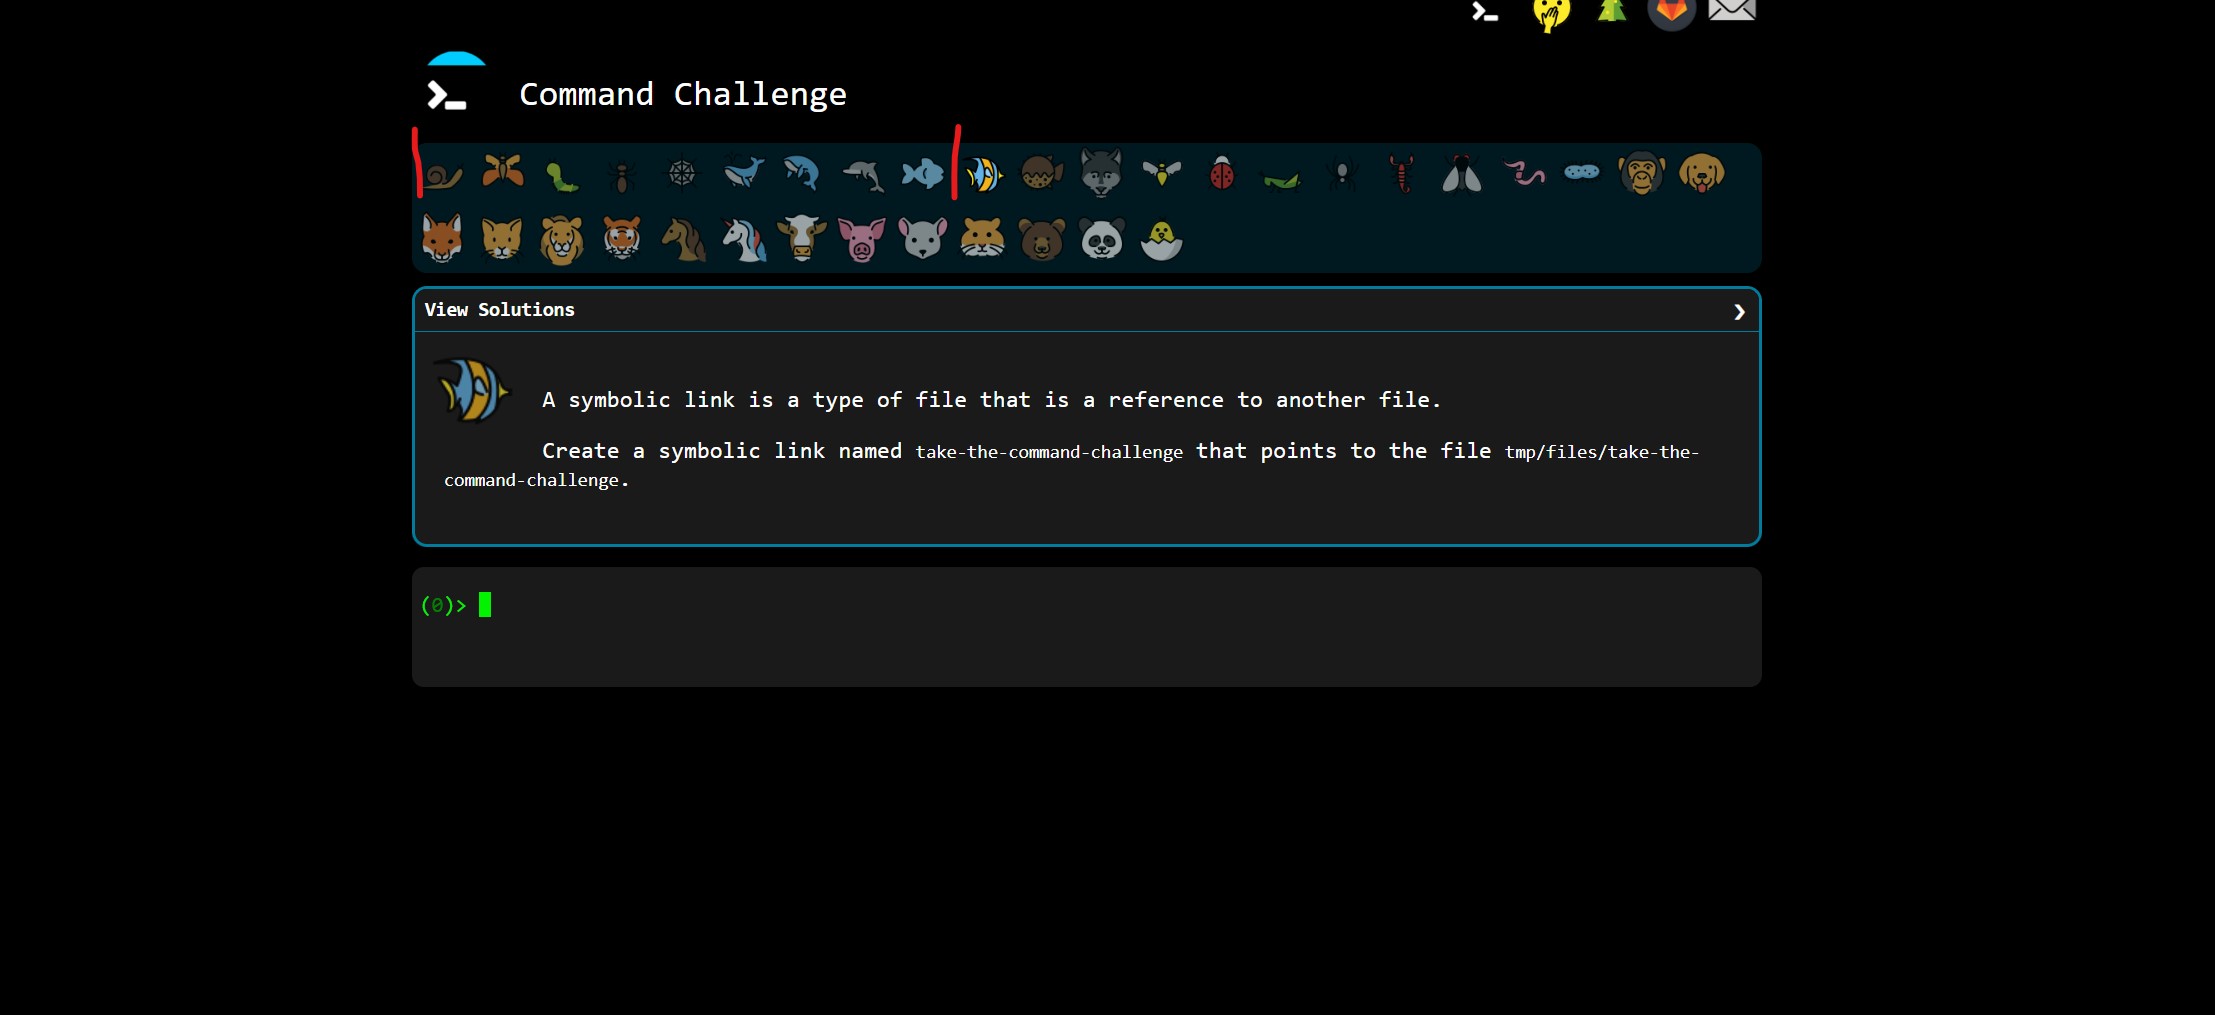 Command Challenge
View Solutions ❯
A symbolic link is a type of file that is a reference to another file.
Create a symbolic link named take-the-command-challenge that points to the file tmp/files/take-the-
command-challenge.
(0)>